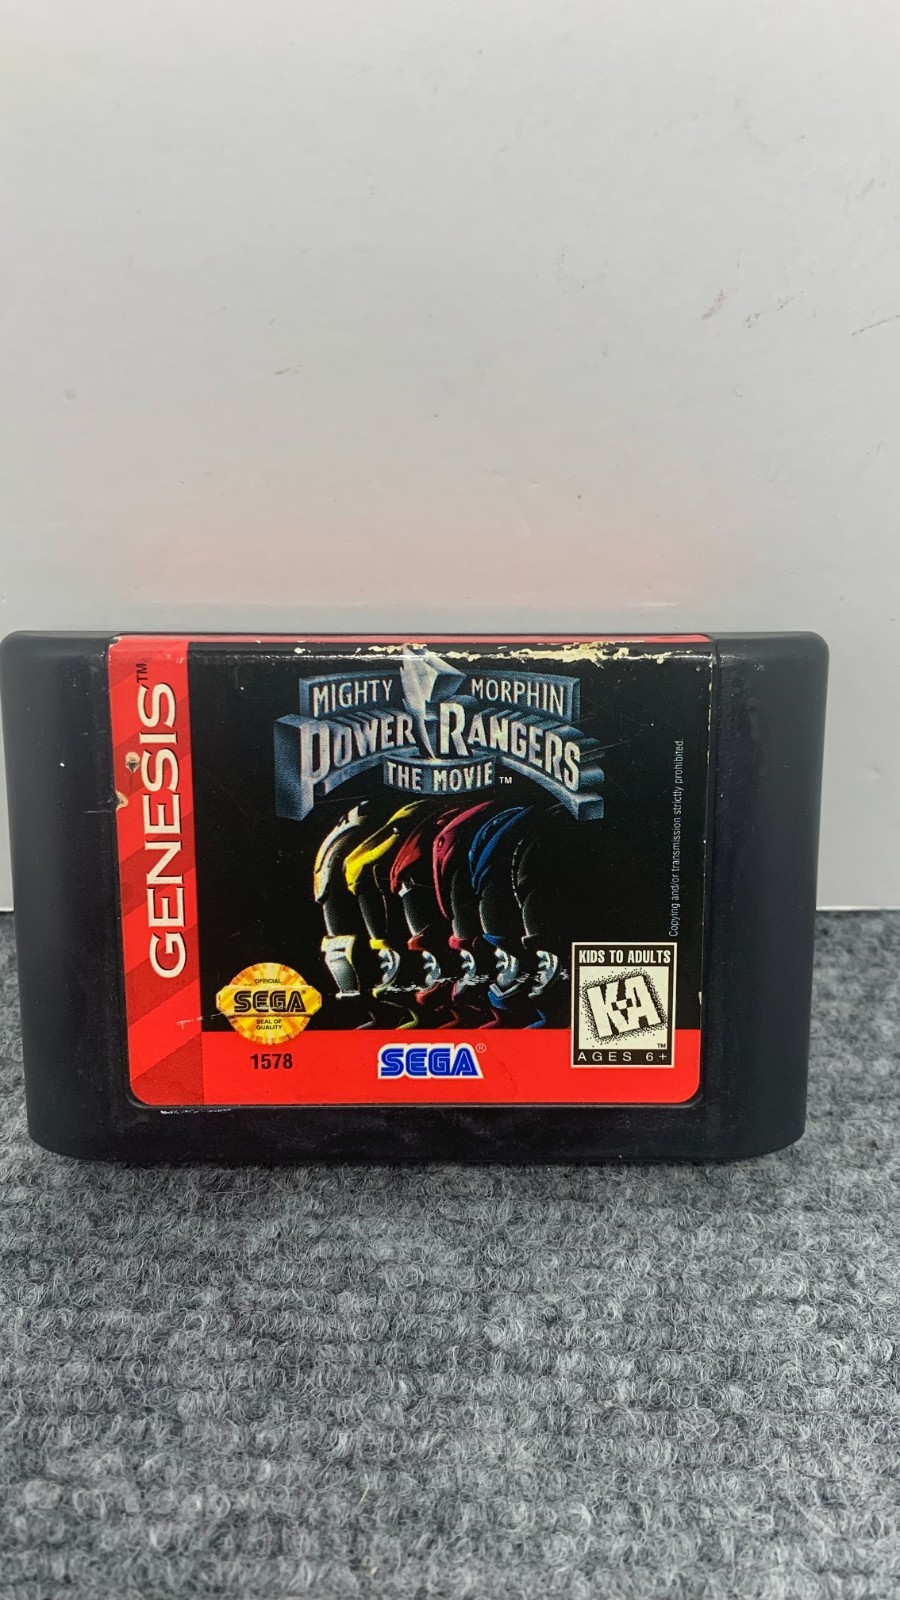 GENESIS™
MIGHTY MORPHIN
POWER RANGERS
THE MOVIE™
Copying and/or transmission strictly prohibited.
KIDS TO ADULTS
K-A
™
AGES 6+
OFFICIAL
SEGA
SEAL OF
QUALITY
1578
SEGA®